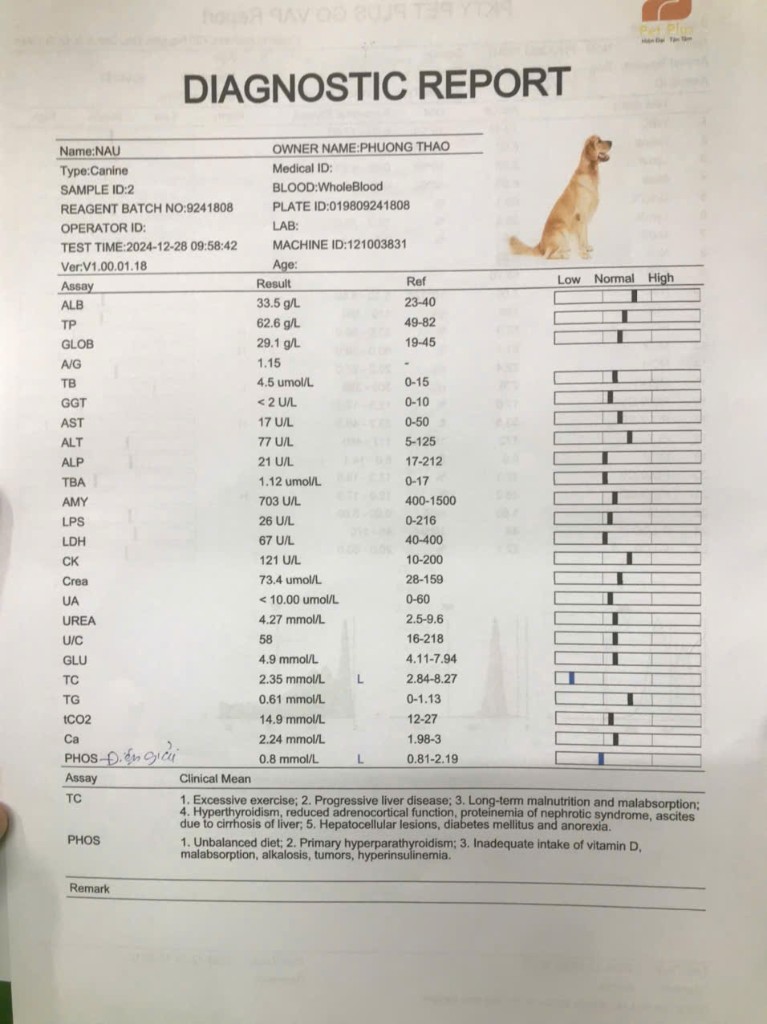 Pet Plus
Hiện Đại Tận Tâm
DIAGNOSTIC REPORT
Name:NAU OWNER NAME:PHUONG THAO
Type:Canine Medical ID:
SAMPLE ID:2 BLOOD:WholeBlood
REAGENT BATCH NO:9241808 PLATE ID:019809241808
OPERATOR ID: LAB:
TEST TIME:2024-12-28 09:58:42 MACHINE ID:121003831
Ver:V1.00.01.18 Age:
Assay Result Ref Low Normal High
ALB 33.5 g/L 23-40
TP 62.6 g/L 49-82
GLOB 29.1 g/L 19-45
A/G 1.15 -
TB 4.5 umol/L 0-15
GGT < 2 U/L 0-10
AST 17 U/L 0-50
ALT 77 U/L 5-125
ALP 21 U/L 17-212
TBA 1.12 umol/L 0-17
AMY 703 U/L 400-1500
LPS 26 U/L 0-216
LDH 67 U/L 40-400
CK 121 U/L 10-200
Crea 73.4 umol/L 28-159
UA < 10.00 umol/L 0-60
UREA 4.27 mmol/L 2.5-9.6
U/C 58 16-218
GLU 4.9 mmol/L 4.11-7.94
TC 2.35 mmol/L L 2.84-8.27
TG 0.61 mmol/L 0-1.13
tCO2 14.9 mmol/L 12-27
Ca 2.24 mmol/L 1.98-3
PHOS Điện giải 0.8 mmol/L L 0.81-2.19
Assay Clinical Mean
TC 1. Excessive exercise; 2. Progressive liver disease; 3. Long-term malnutrition and malabsorption;
4. Hyperthyroidism, reduced adrenocortical function, proteinemia of nephrotic syndrome, ascites
due to cirrhosis of liver; 5. Hepatocellular lesions, diabetes mellitus and anorexia.
PHOS 1. Unbalanced diet; 2. Primary hyperparathyroidism; 3. Inadequate intake of vitamin D,
malabsorption, alkalosis, tumors, hyperinsulinemia.
Remark